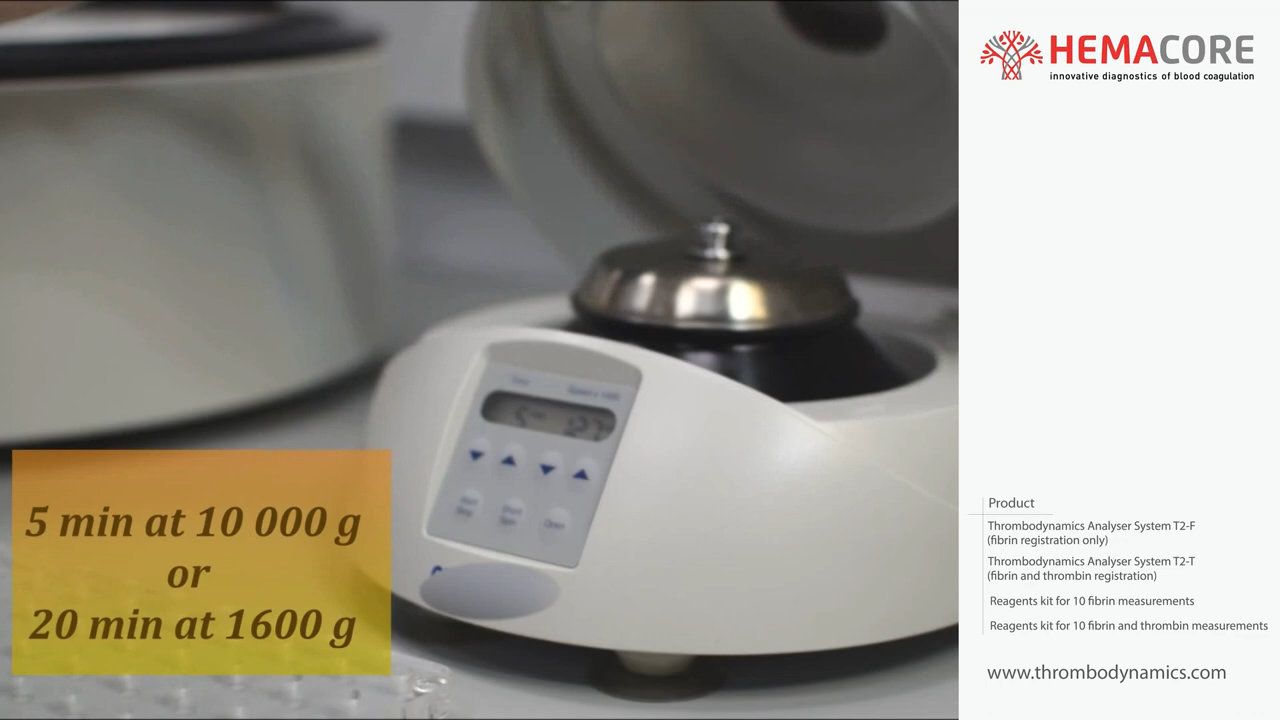 HEMACORE
innovative diagnostics of blood coagulation
5 min at 10 000 g
or
20 min at 1600 g
Open
Product
Thrombodynamics Analyser System T2-F
(fibrin registration only)
Thrombodynamics Analyser System T2-T
(fibrin and thrombin registration)
Reagents kit for 10 fibrin measurements
Reagents kit for 10 fibrin and thrombin measurements
www.thrombodynamics.com